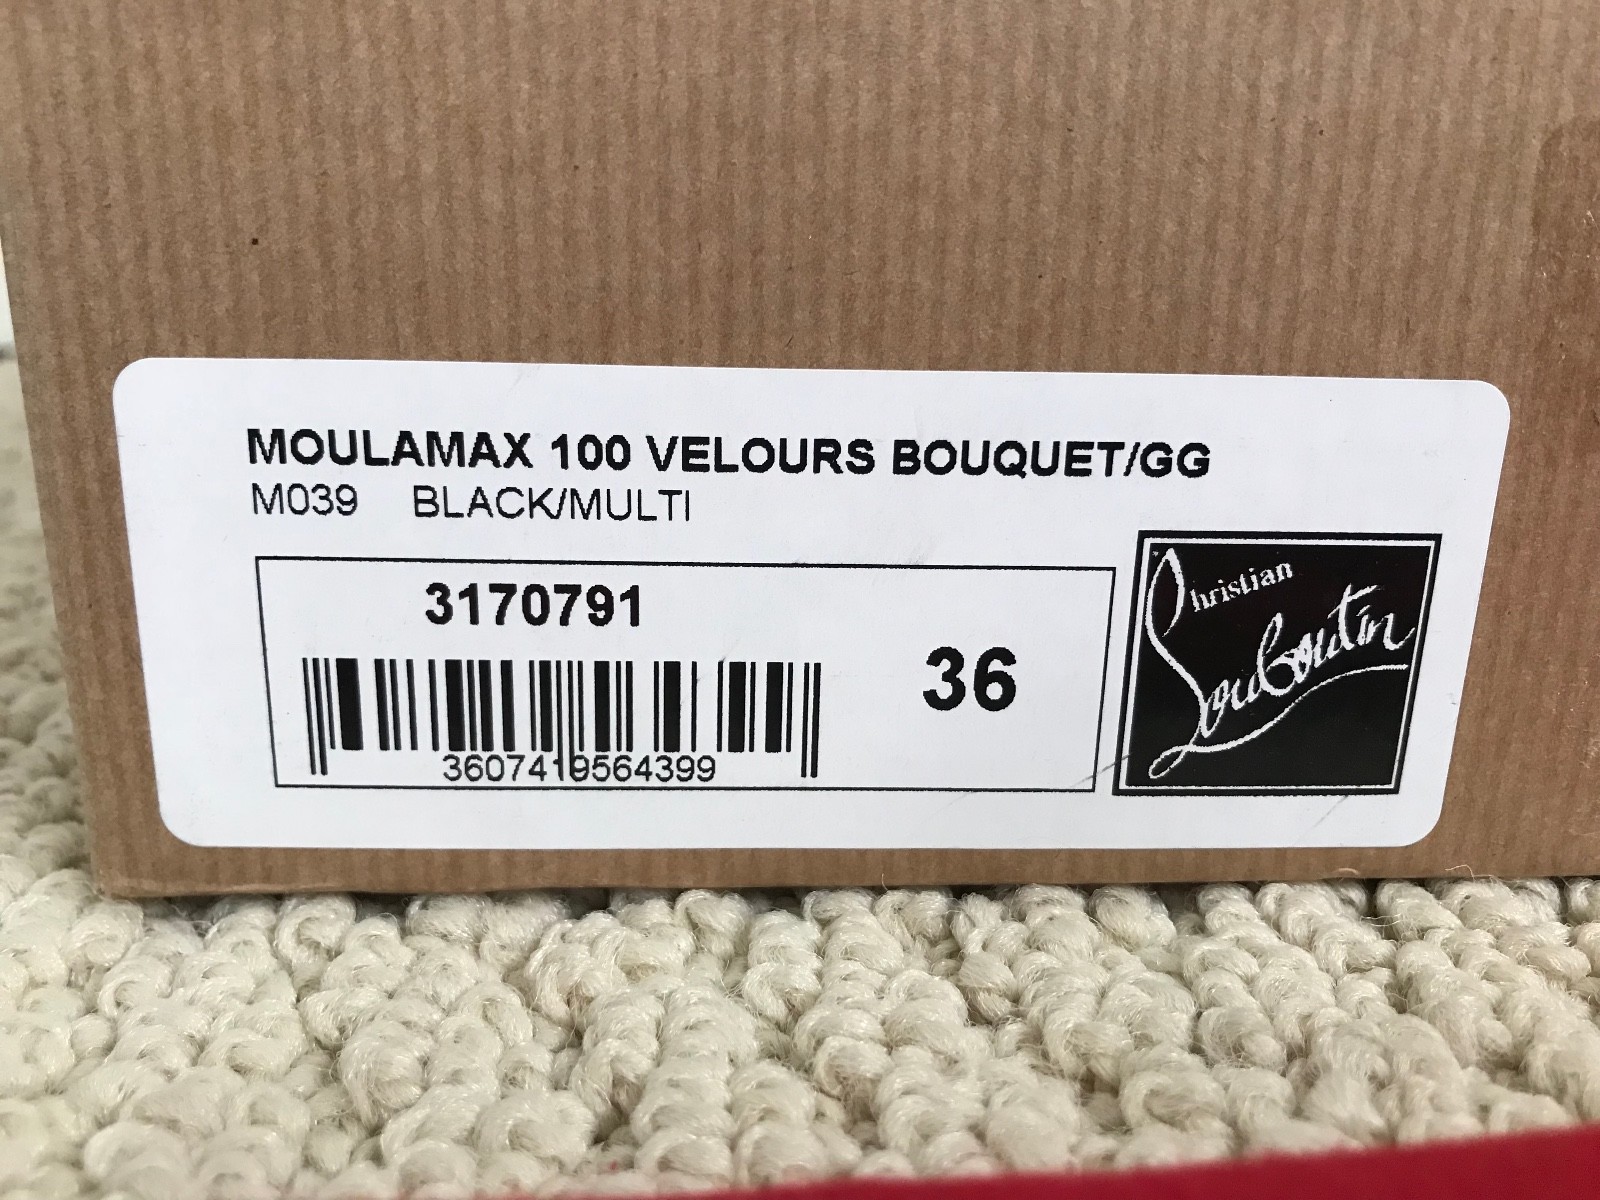 MOULAMAX 100 VELOURS BOUQUET/GG
M039 BLACK/MULTI
3170791
36
3607419564399
Christian
Louboutin